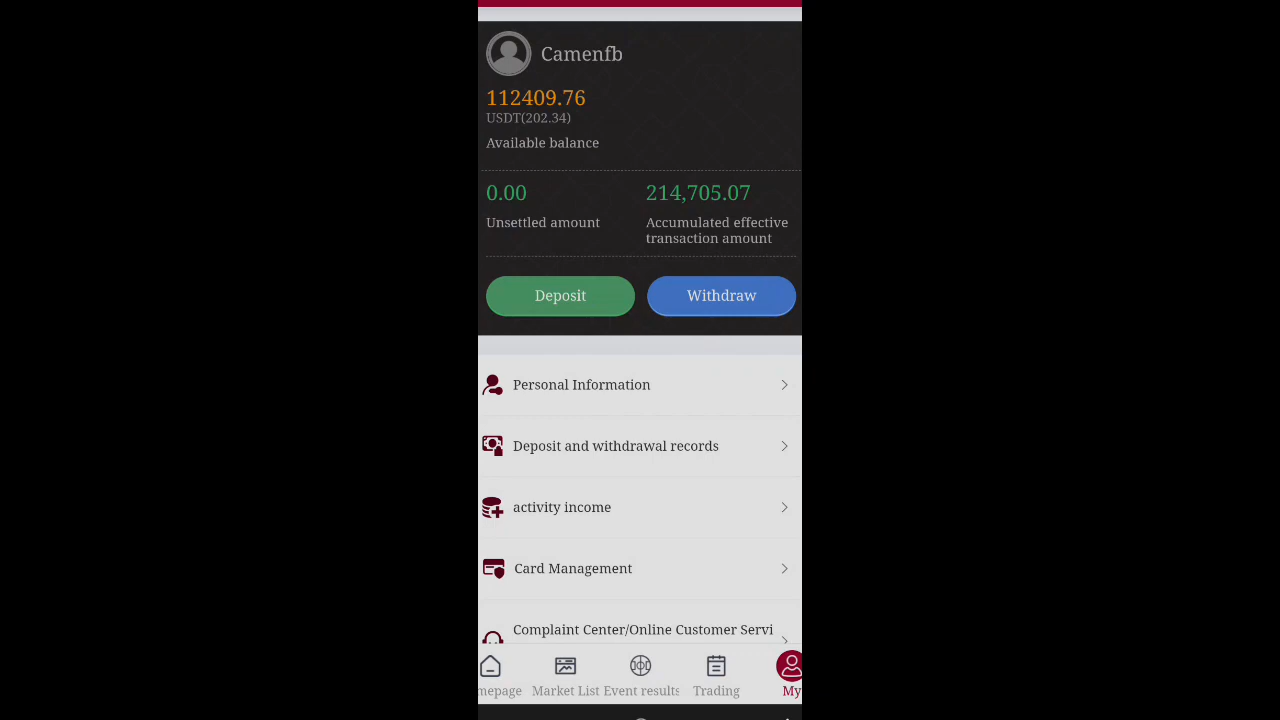 Camenfb
112409.76
USDT(202.34)
Available balance
0.00
Unsettled amount
214,705.07
Accumulated effective
transaction amount
Deposit
Withdraw
Personal Information
Deposit and withdrawal records
activity income
Card Management
Complaint Center/Online Customer Servi
mepage
Market List
Event results
Trading
My